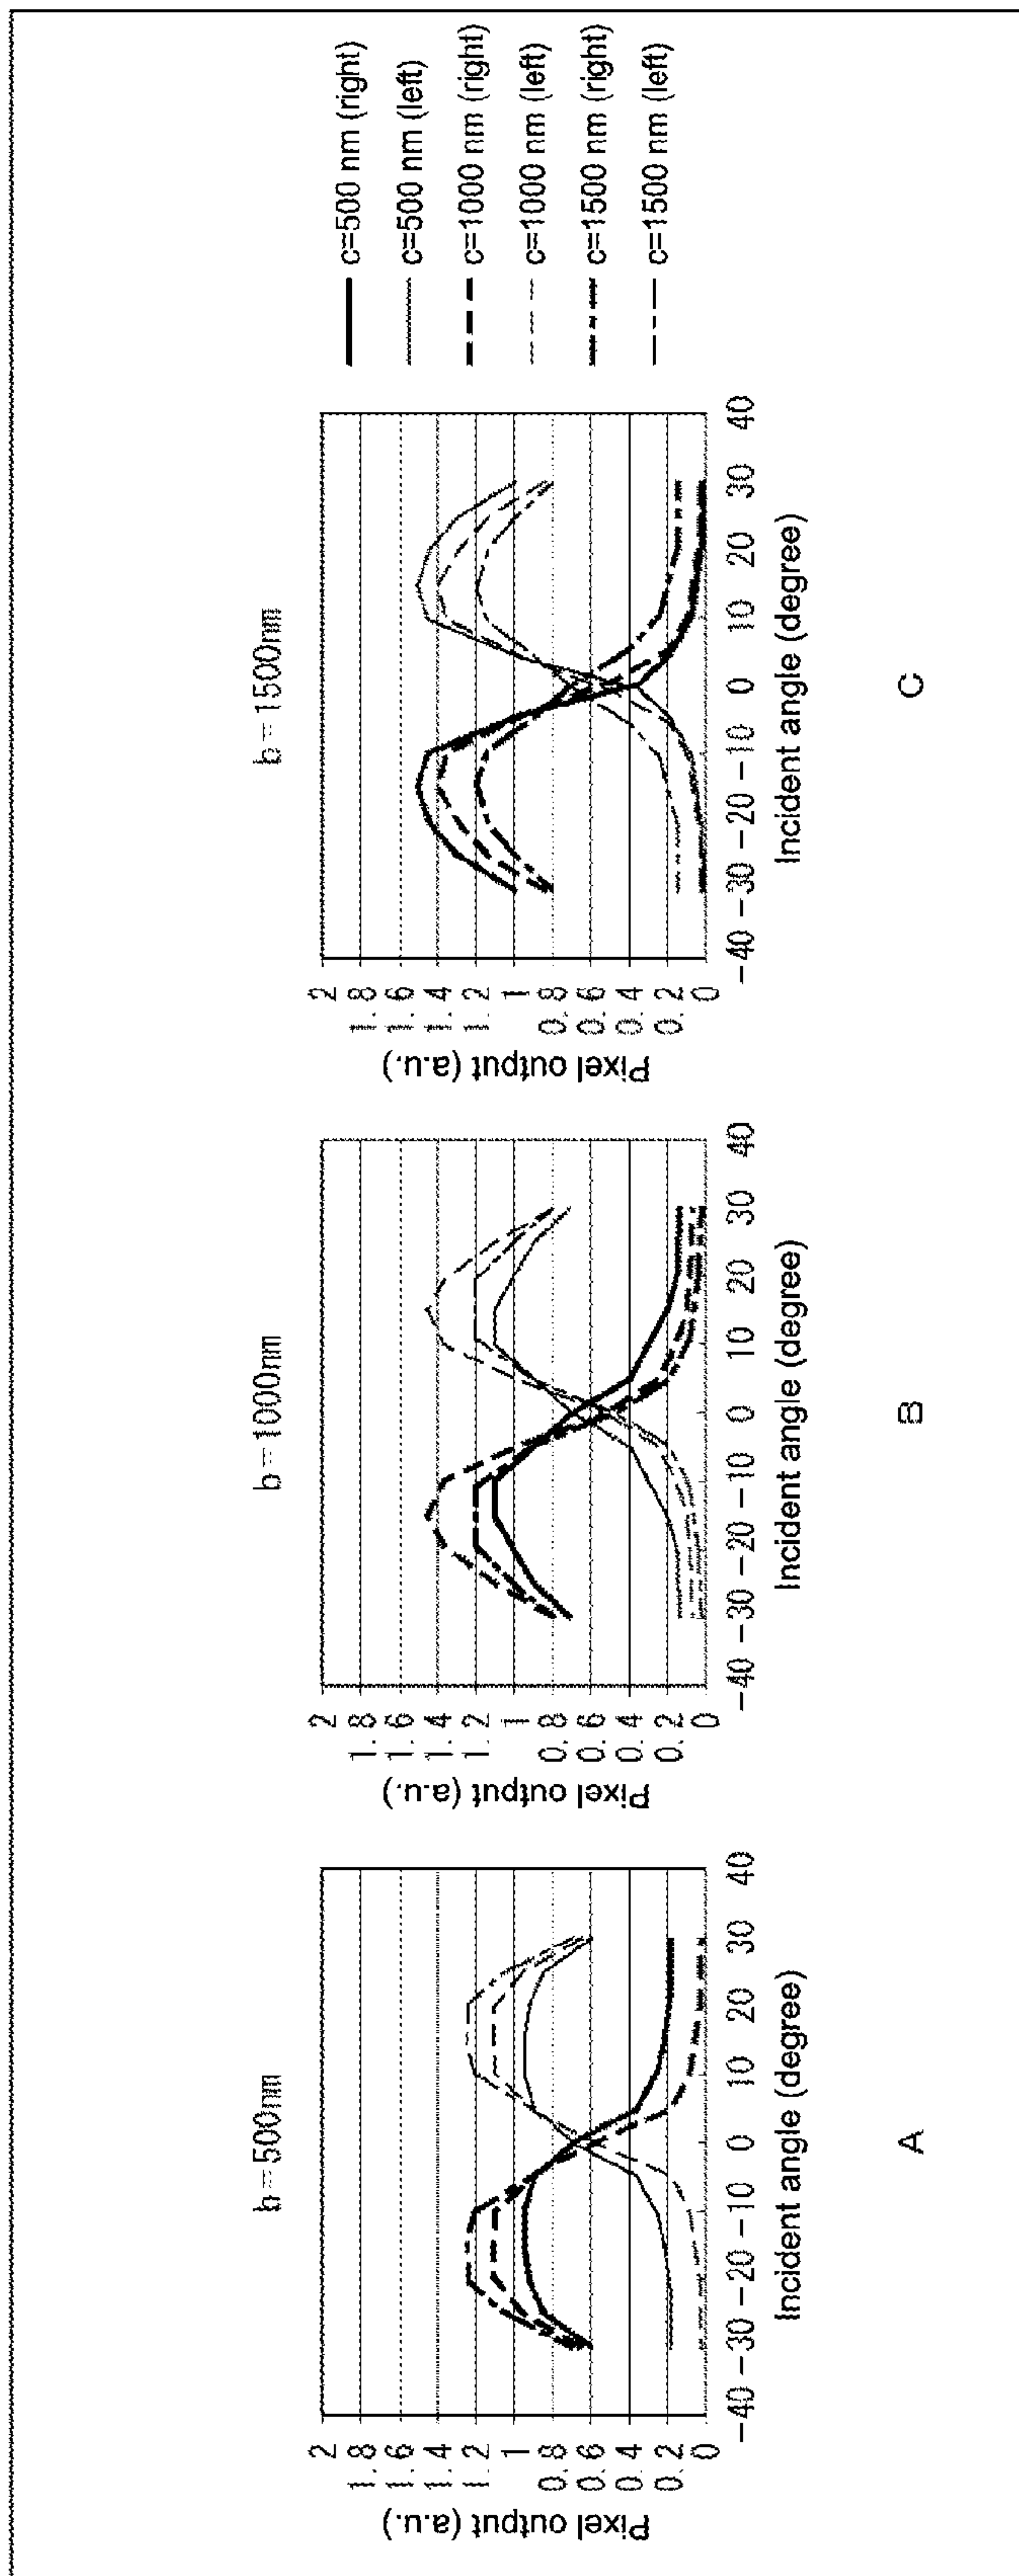 b=500nm
Pixel output (a.u.)
2
1.8
1.6
1.4
1.2
1
0.8
0.6
0.4
0.2
0
-40 -30 -20 -10 0 10 20 30 40
Incident angle (degree)
A
b=1000nm
Pixel output (a.u.)
2
1.8
1.6
1.4
1.2
1
0.8
0.6
0.4
0.2
0
-40 -30 -20 -10 0 10 20 30 40
Incident angle (degree)
B
b=1500nm
Pixel output (a.u.)
2
1.8
1.6
1.4
1.2
1
0.8
0.6
0.4
0.2
0
-40 -30 -20 -10 0 10 20 30 40
Incident angle (degree)
C
c=500 nm (right)
c=500 nm (left)
c=1000 nm (right)
c=1000 nm (left)
c=1500 nm (right)
c=1500 nm (left)